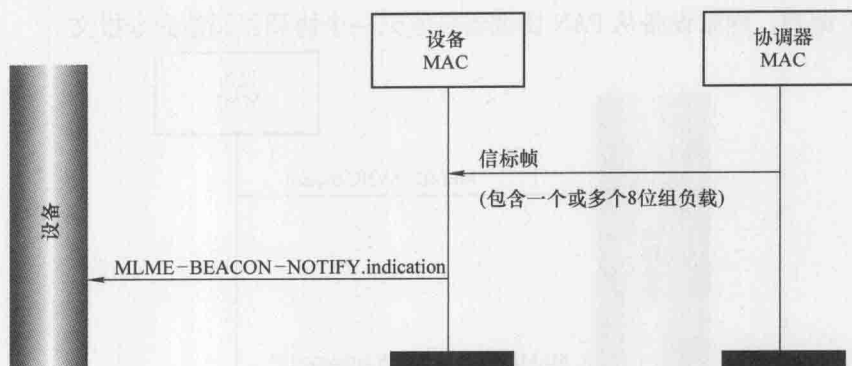 设备
MAC
协调器
MAC
信标帧
(包含一个或多个8位组负载)
设备
MLME-BEACON-NOTIFY.indication